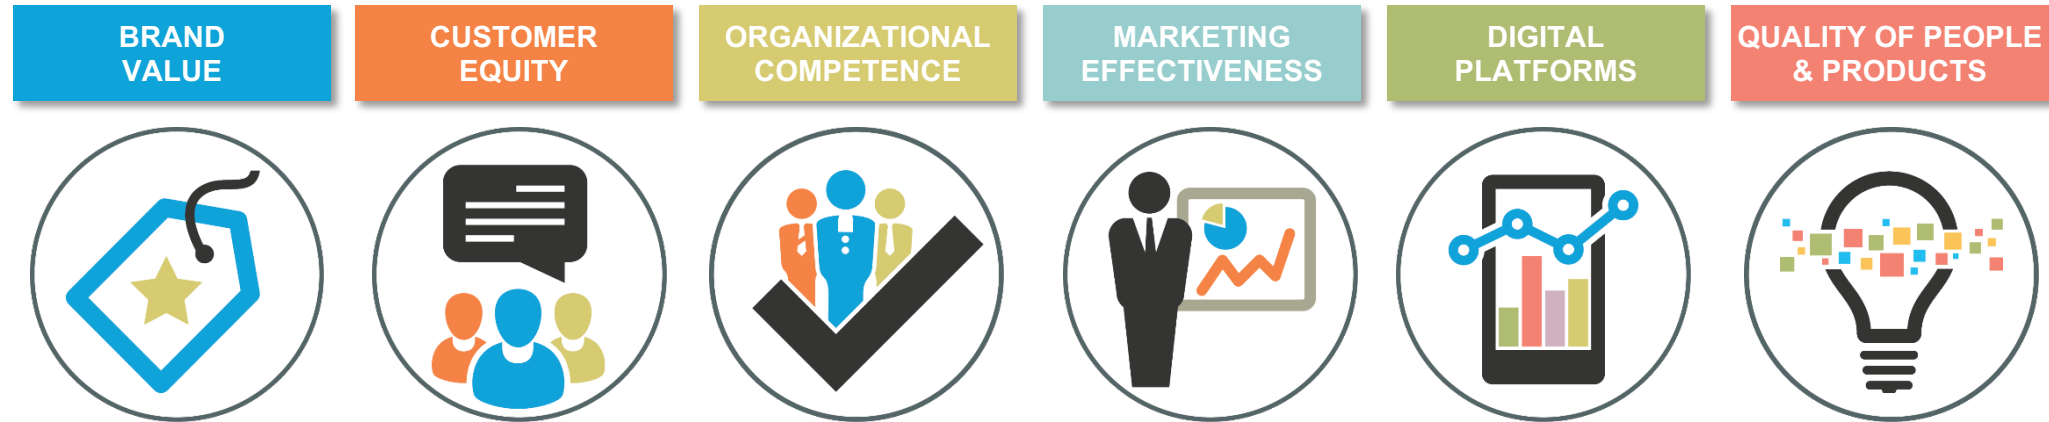 BRAND
VALUE
CUSTOMER
EQUITY
ORGANIZATIONAL
COMPETENCE
MARKETING
EFFECTIVENESS
DIGITAL
PLATFORMS
QUALITY OF PEOPLE
& PRODUCTS